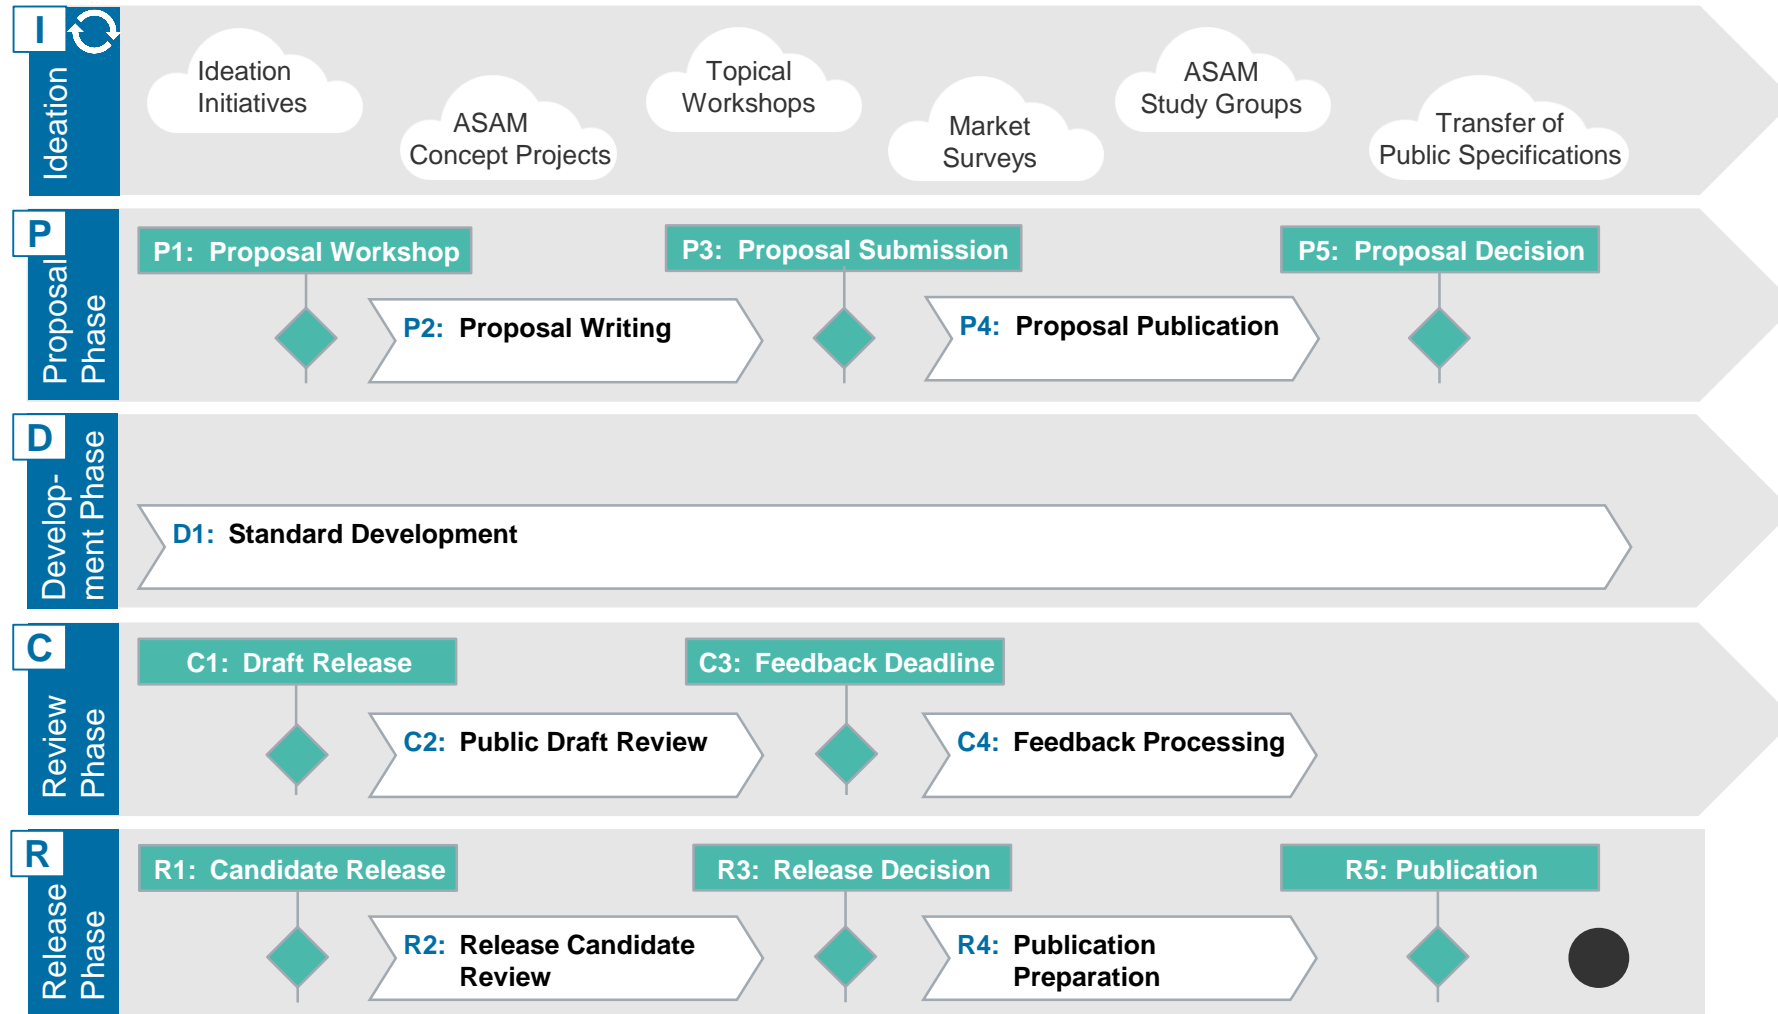 I
Ideation
Ideation
Initiatives
ASAM
Concept Projects
Topical
Workshops
Market
Surveys
ASAM
Study Groups
Transfer of
Public Specifications
P
Proposal
Phase
P1: Proposal Workshop
P2: Proposal Writing
P3: Proposal Submission
P4: Proposal Publication
P5: Proposal Decision
D
Develop-
ment Phase
D1: Standard Development
C
Review
Phase
C1: Draft Release
C2: Public Draft Review
C3: Feedback Deadline
C4: Feedback Processing
R
Release
Phase
R1: Candidate Release
R2: Release Candidate
Review
R3: Release Decision
R4: Publication
Preparation
R5: Publication